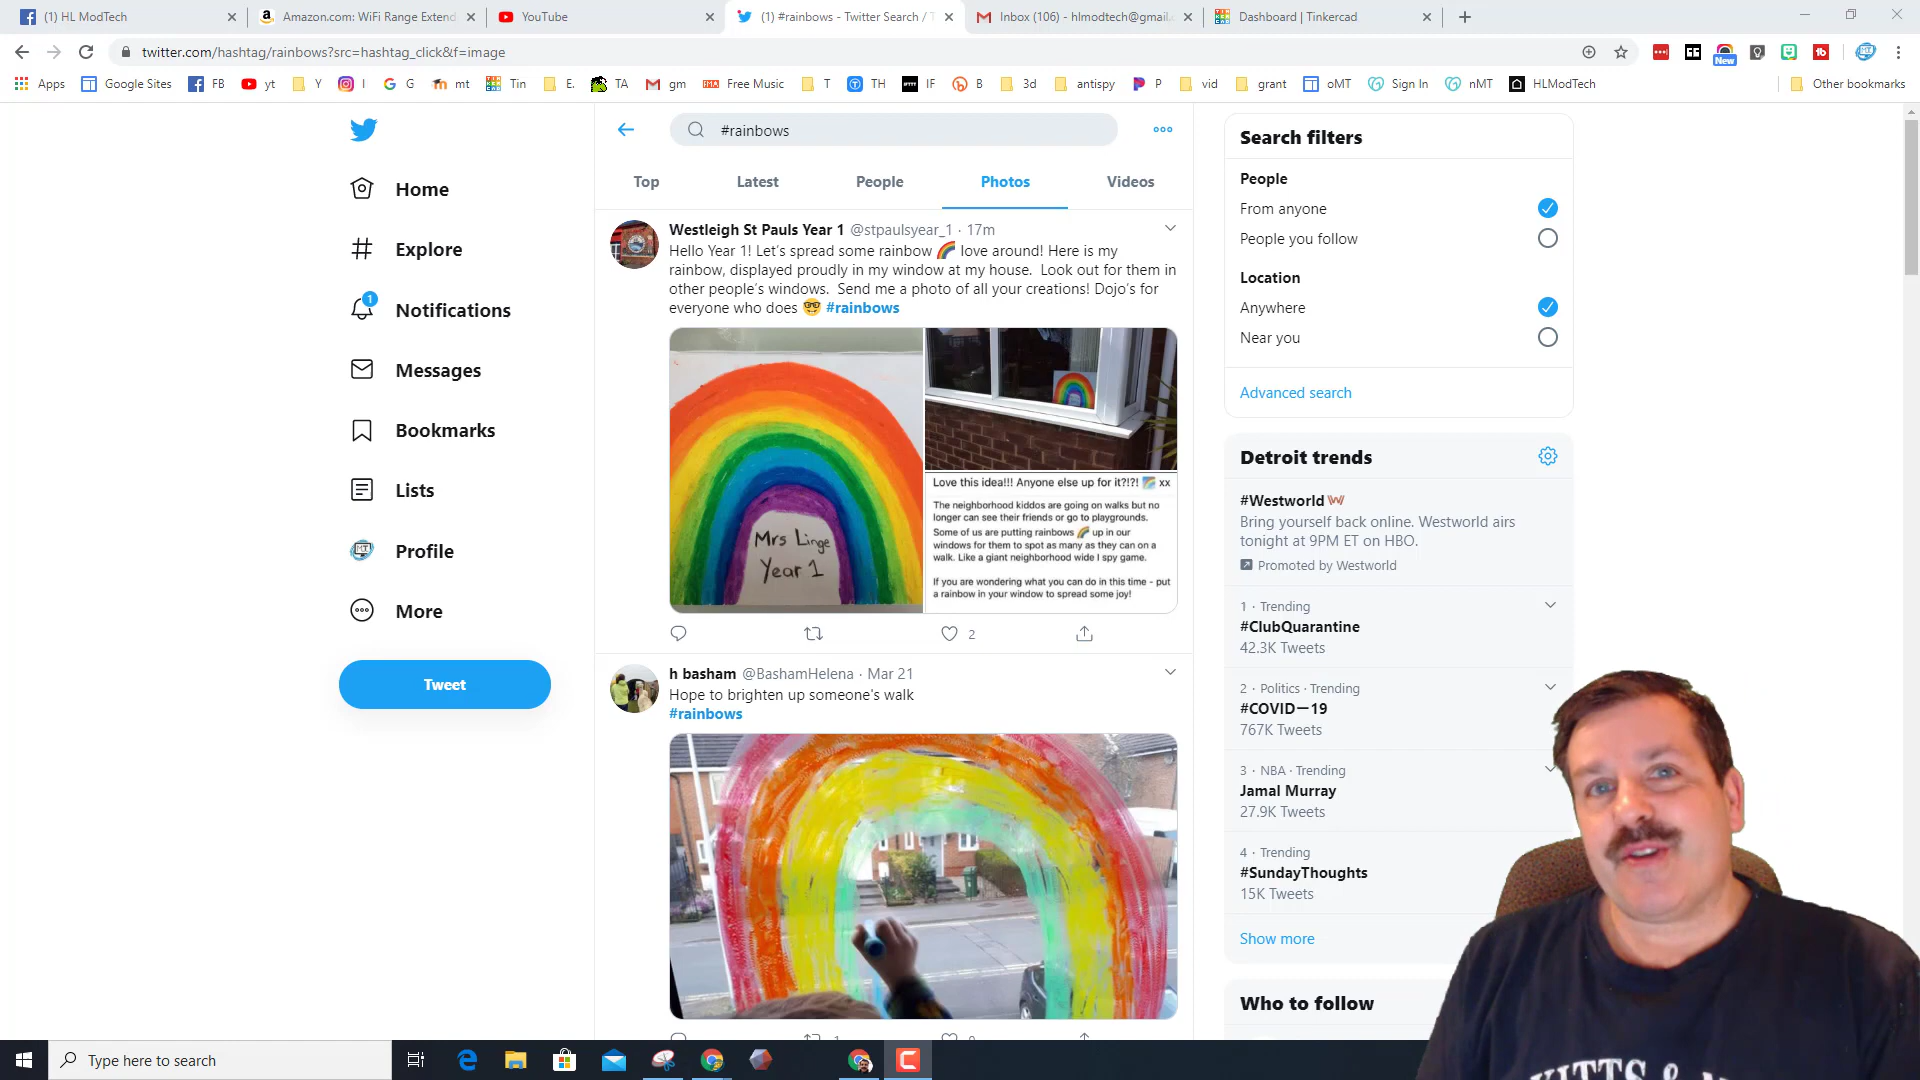 (1) HL ModTech
Amazon.com: WiFi Range Extend
YouTube
(1) #rainbows - Twitter Search / T
Inbox (106) - hlmodtech@gmail.
Dashboard | Tinkercad
twitter.com/hashtag/rainbows?src=hashtag_click&f=image
New
Apps
Google Sites
FB
yt
Y
I
G
mt
Tin
E.
TA
gm
Free Music
T
TH
IF
B
3d
antispy
P
vid
grant
oMT
Sign In
nMT
HLModTech
Other bookmarks
#rainbows
Top
Latest
People
Photos
Videos
Home
Explore
1
Notifications
Messages
Bookmarks
Lists
Profile
More
Tweet
Westleigh St Pauls Year 1 @stpaulsyear_1 · 17m
Hello Year 1! Let's spread some rainbow 🌈 love around! Here is my
rainbow, displayed proudly in my window at my house. Look out for them in
other people's windows. Send me a photo of all your creations! Dojo's for
everyone who does 🤓 #rainbows
Mrs Linge
Year 1
Love this idea!!! Anyone else up for it?!?! 🌈 xx
The neighborhood kiddos are going on walks but no
longer can see their friends or go to playgrounds.
Some of us are putting rainbows 🌈 up in our
windows for them to spot as many as they can on a
walk. Like a giant neighborhood wide I spy game.
If you are wondering what you can do in this time - put
a rainbow in your window to spread some joy!
2
h basham @BashamHelena · Mar 21
Hope to brighten up someone's walk
#rainbows
Search filters
People
From anyone
People you follow
Location
Anywhere
Near you
Advanced search
Detroit trends
#Westworld
Bring yourself back online. Westworld airs
tonight at 9PM ET on HBO.
Promoted by Westworld
1 · Trending
#ClubQuarantine
42.3K Tweets
2 · Politics · Trending
#COVID—19
767K Tweets
3 · NBA · Trending
Jamal Murray
27.9K Tweets
4 · Trending
#SundayThoughts
15K Tweets
Show more
Who to follow
Type here to search